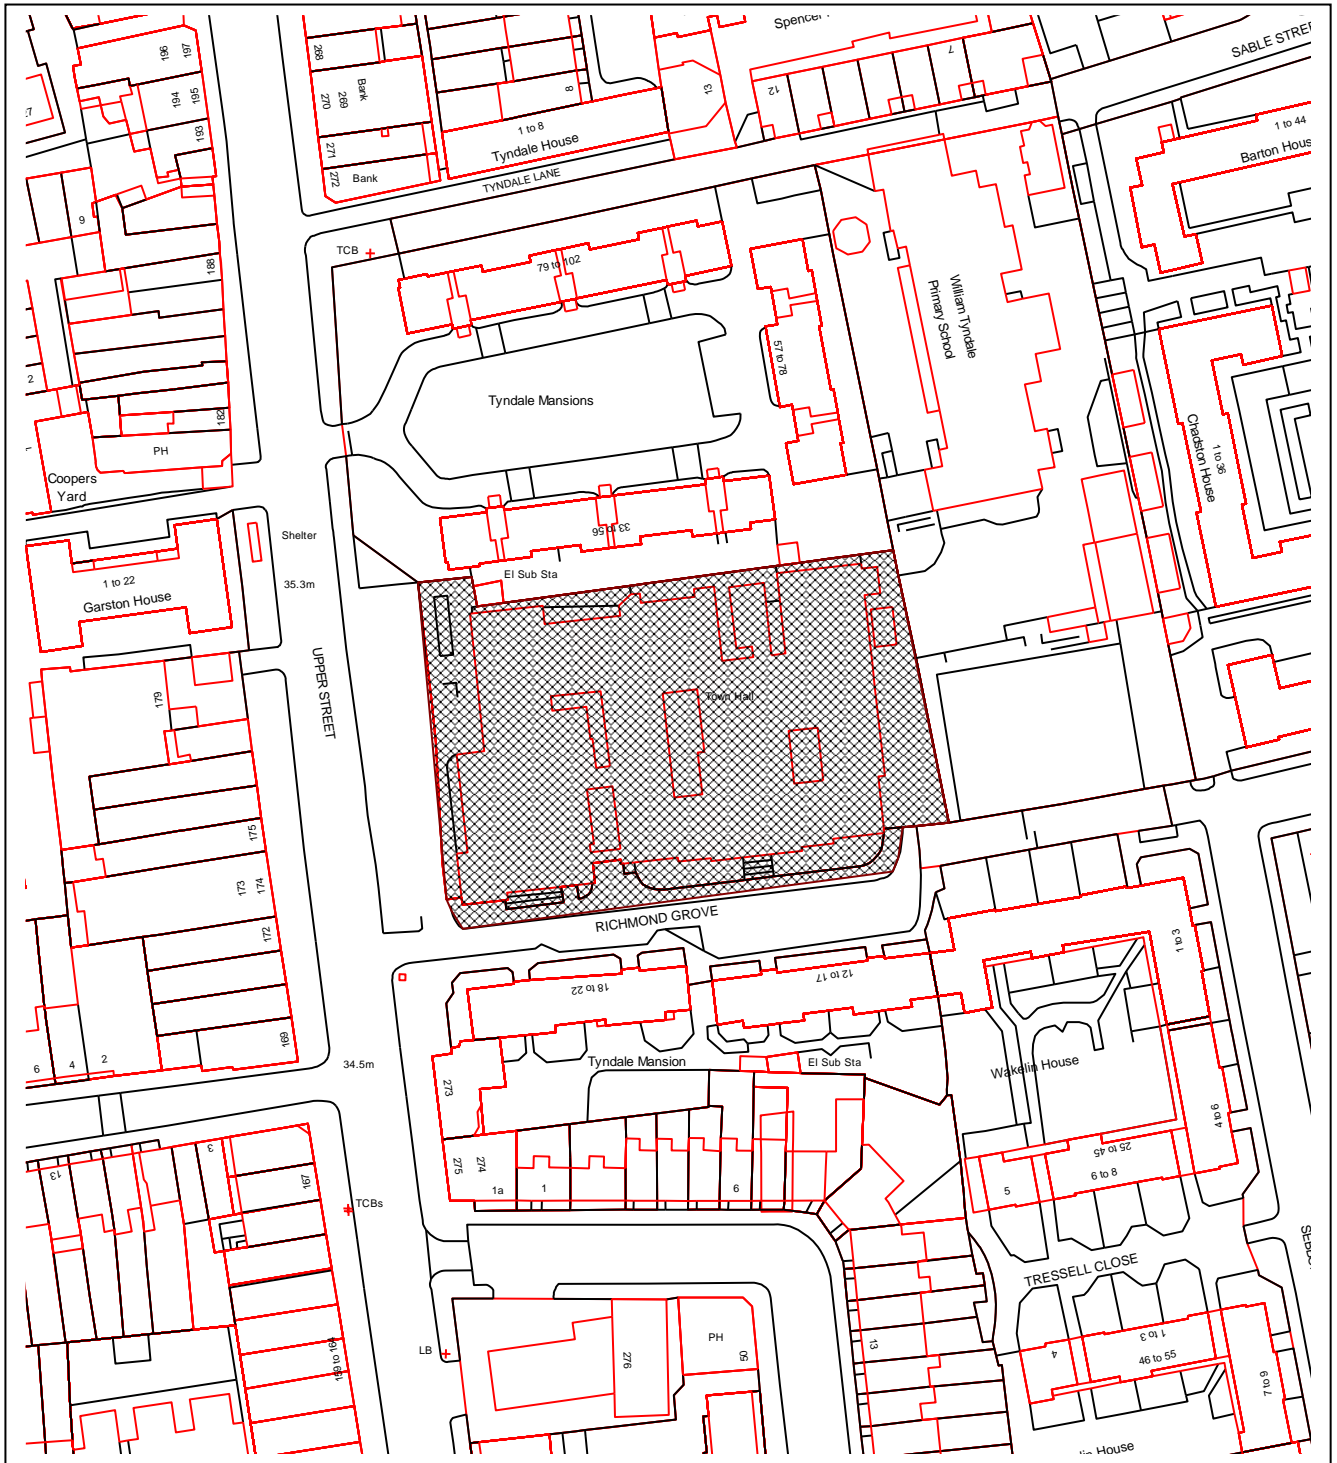 Spencer
SABLE STRE
196
197
268
7
12
13
8
Bank
269
270
194
195
193
271
272
Bank
1 to 8
Tyndale House
TYNDALE LANE
1 to 44
Barton Hous
9
188
TCB
79 to 102
William Tyndale
Primary School
57 to 78
2
182
PH
Tyndale Mansions
Coopers
Yard
Chadston House
1 to 36
Shelter
33 to 56
El Sub Sta
35.3m
1 to 22
Garston House
UPPER STREET
179
Town Hall
175
173
174
172
RICHMOND GROVE
1 to 3
18 to 22
12 to 17
169
6
4
2
34.5m
Tyndale Mansion
El Sub Sta
Wakelin House
273
4 to 6
25 to 45
6 to 8
13
3
167
275
274
1a
1
6
5
TCBs
TRESSELL CLOSE
159 to 164
LB
276
PH
50
13
4
1 to 3
46 to 55
7 to 9
lin House